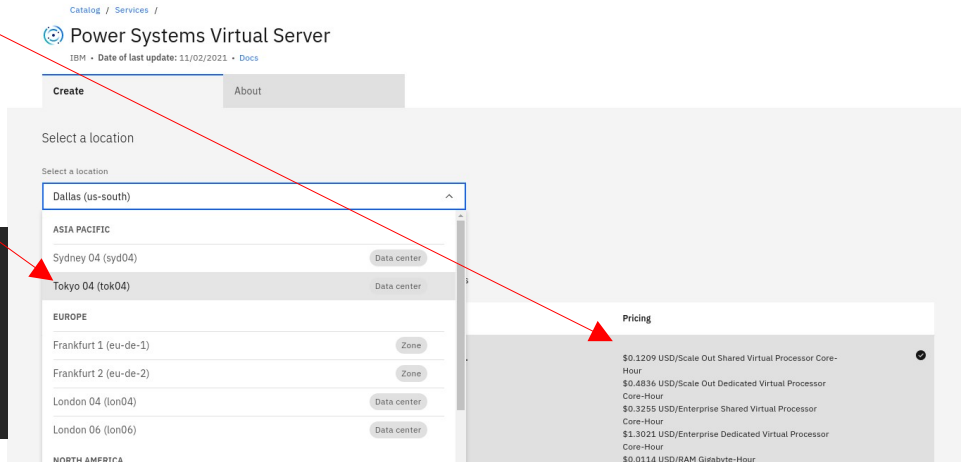 Catalog / Services /
Power Systems Virtual Server
IBM • Date of last update: 11/02/2021 • Docs
Create
About
Select a location
Select a location
Dallas (us-south)
ASIA PACIFIC
Sydney 04 (syd04) Data center
Tokyo 04 (tok04) Data center
EUROPE
Frankfurt 1 (eu-de-1) Zone
Frankfurt 2 (eu-de-2) Zone
London 04 (lon04) Data center
London 06 (lon06) Data center
NORTH AMERICA
s
Pricing
$0.1209 USD/Scale Out Shared Virtual Processor Core-
Hour
$0.4836 USD/Scale Out Dedicated Virtual Processor
Core-Hour
$0.3255 USD/Enterprise Shared Virtual Processor
Core-Hour
$1.3021 USD/Enterprise Dedicated Virtual Processor
Core-Hour
$0.0114 USD/RAM Gigabyte-Hour